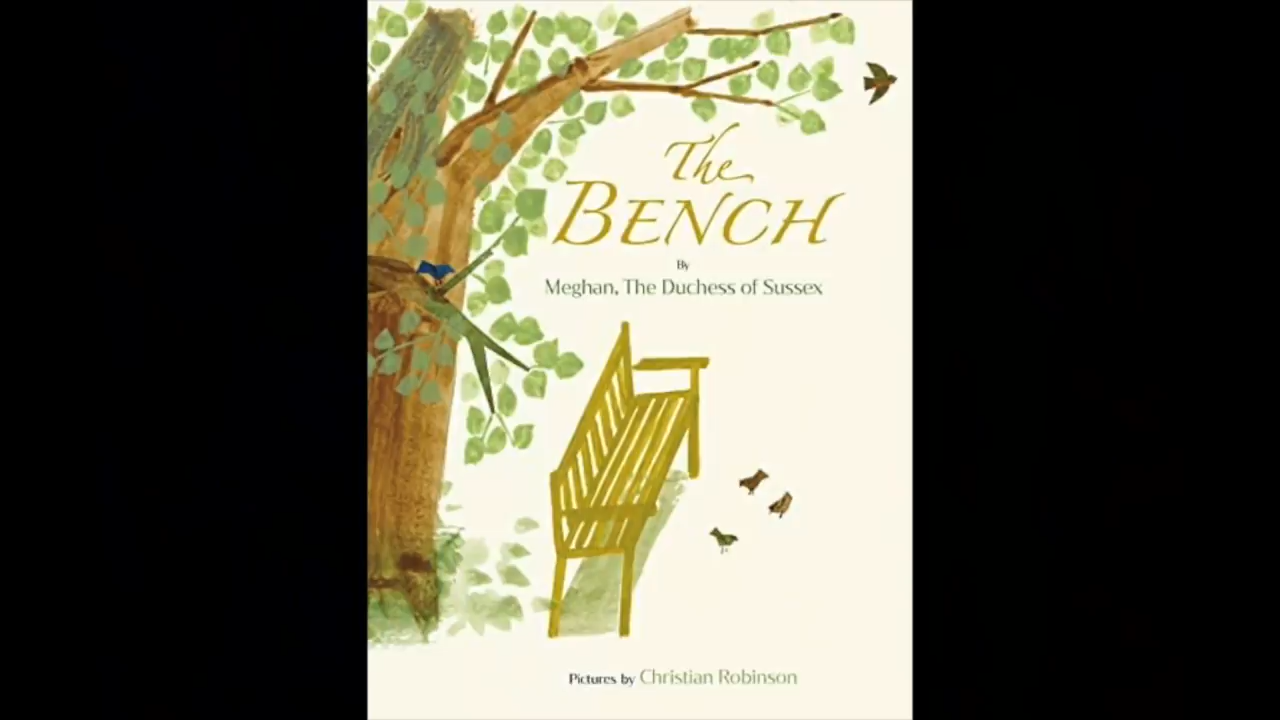 The
BENCH
By
Meghan, The Duchess of Sussex
Pictures by Christian Robinson